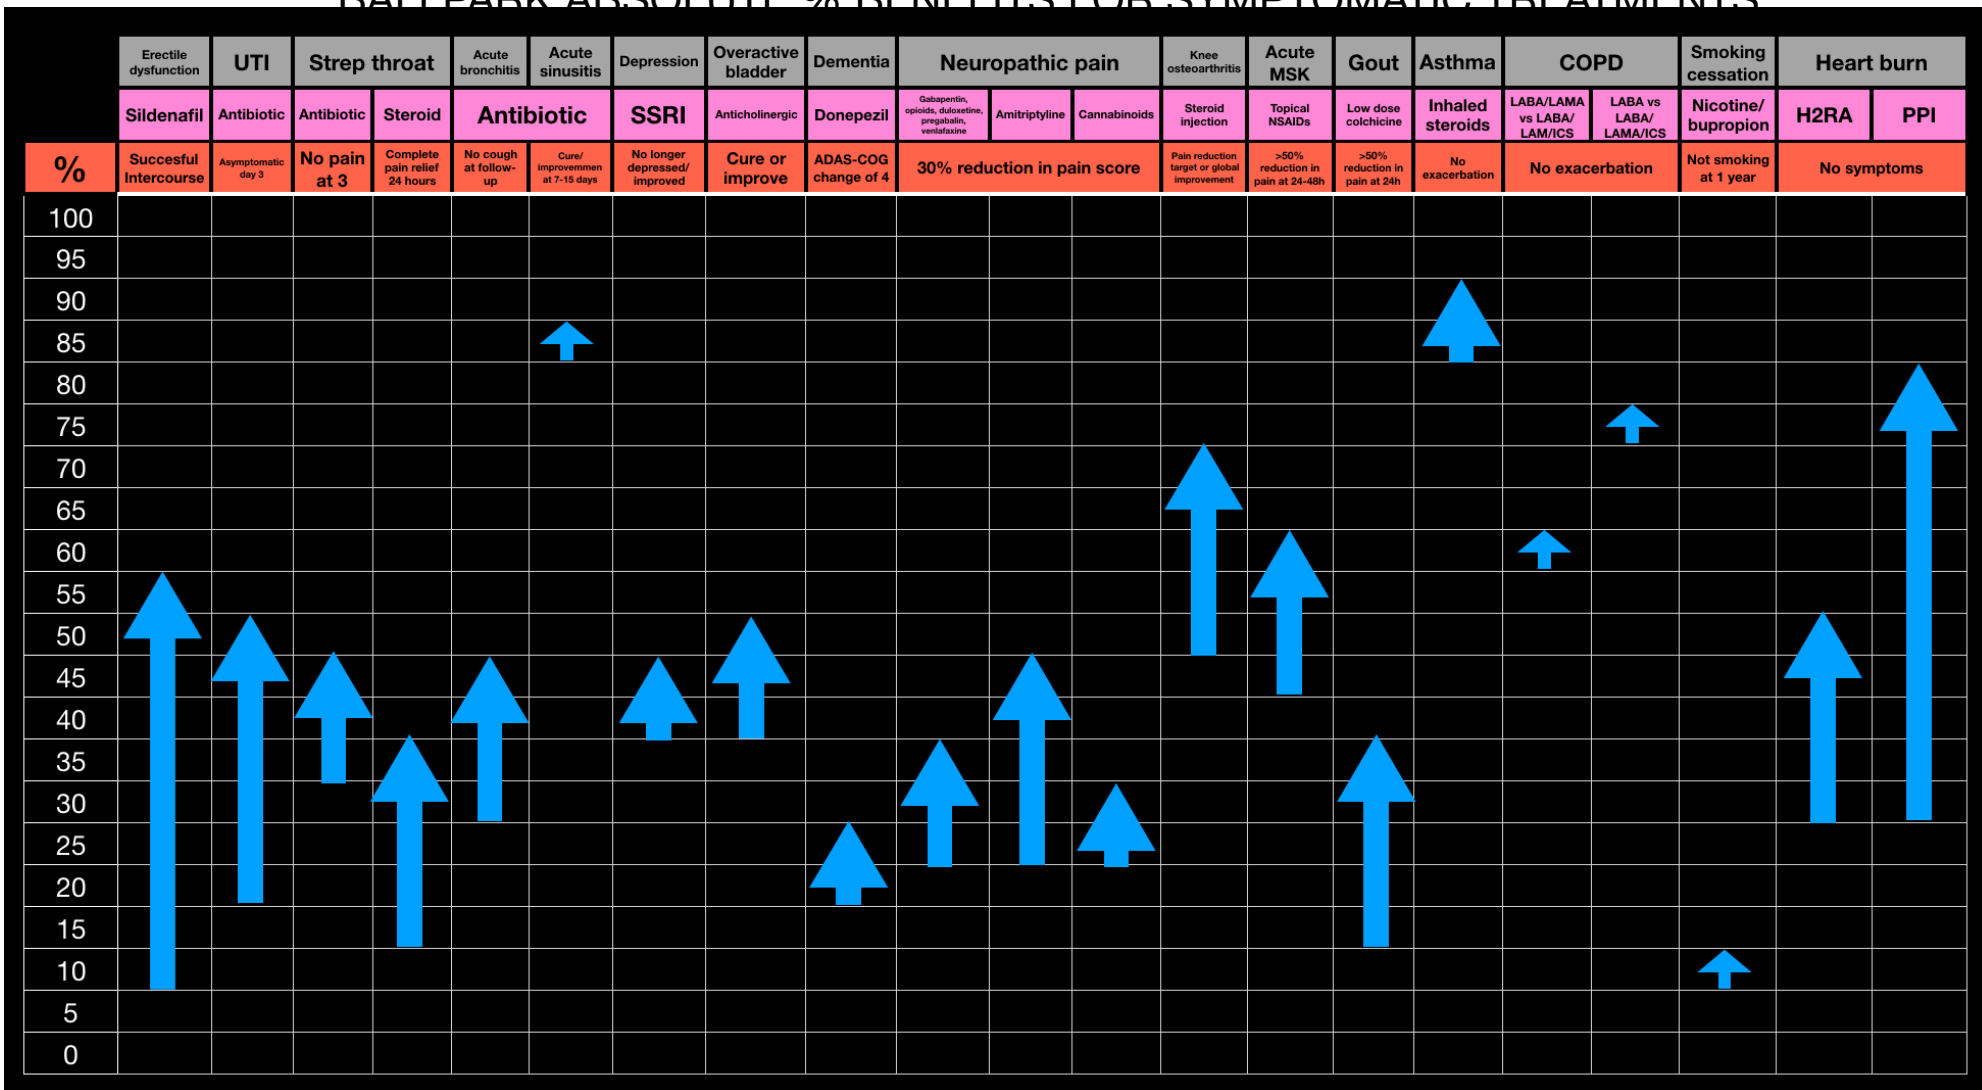 BALLPARK ABSOLUTE % BENEFITS FOR SYMPTOMATIC TREATMENTS
Erectile
dysfunction
UTI
Strep throat
Acute
bronchitis
Acute
sinusitis
Depression
Overactive
bladder
Dementia
Neuropathic pain
Knee
osteoarthritis
Acute
MSK
Gout
Asthma
COPD
Smoking
cessation
Heart burn
Sildenafil
Antibiotic
Antibiotic
Steroid
Antibiotic
SSRI
Anticholinergic
Donepezil
Gabapentin,
opioids, duloxetine,
pregabalin,
venlafaxine
Amitriptyline
Cannabinoids
Steroid
injection
Topical
NSAIDs
Low dose
colchicine
Inhaled
steroids
LABA/LAMA
vs LABA/
LAM/ICS
LABA vs
LABA/
LAMA/ICS
Nicotine/
bupropion
H2RA
PPI
%
Succesful
Intercourse
Asymptomatic
day 3
No pain
at 3
Complete
pain relief
24 hours
No cough
at follow-
up
Cure/
improvemmen
at 7-15 days
No longer
depressed/
improved
Cure or
improve
ADAS-COG
change of 4
30% reduction in pain score
Pain reduction
target or global
improvement
>50%
reduction in
pain at 24-48h
>50%
reduction in
pain at 24h
No
exacerbation
No exacerbation
Not smoking
at 1 year
No symptoms
100
95
90
85
80
75
70
65
60
55
50
45
40
35
30
25
20
15
10
5
0